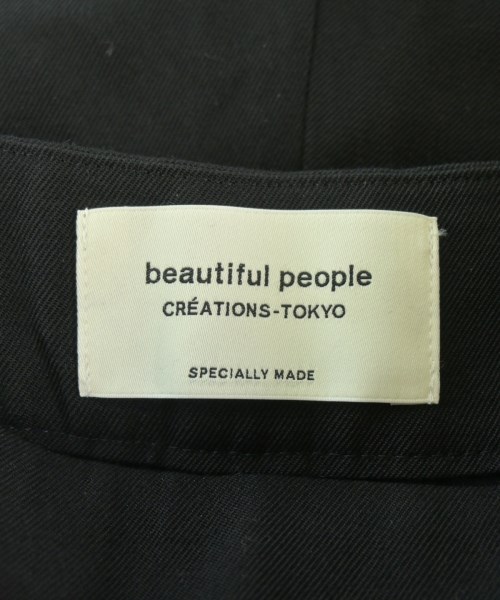 beautiful people
CRÉATIONS-TOKYO
SPECIALLY MADE